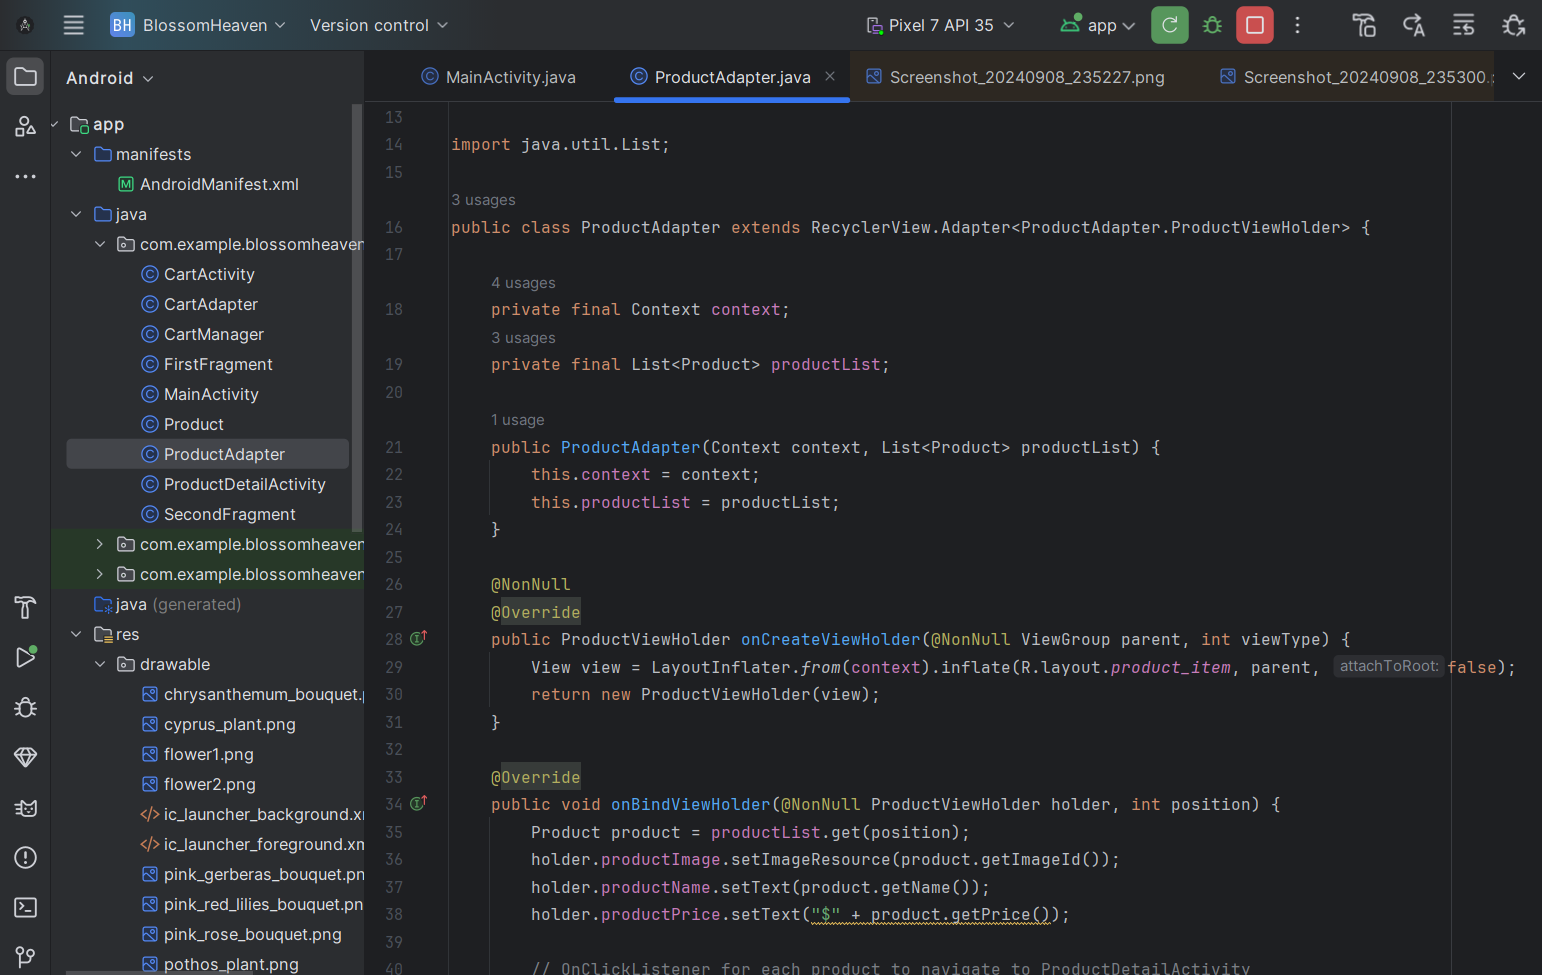 BH BlossomHeaven Version control Pixel 7 API 35 app
Android
MainActivity.java ProductAdapter.java Screenshot_20240908_235227.png Screenshot_20240908_235300.
app
manifests
M AndroidManifest.xml
java
com.example.blossomheaven
CartActivity
CartAdapter
CartManager
FirstFragment
MainActivity
Product
ProductAdapter
ProductDetailActivity
SecondFragment
com.example.blossomheaven
com.example.blossomheaven
java (generated)
res
drawable
chrysanthemum_bouquet.
cyprus_plant.png
flower1.png
flower2.png
ic_launcher_background.x
ic_launcher_foreground.xm
pink_gerberas_bouquet.pn
pink_red_lilies_bouquet.pn
pink_rose_bouquet.png
pothos_plant.png
13
14 import java.util.List;
15
3 usages
16 public class ProductAdapter extends RecyclerView.Adapter<ProductAdapter.ProductViewHolder> {
17
4 usages
18 private final Context context;
3 usages
19 private final List<Product> productList;
20
1 usage
21 public ProductAdapter(Context context, List<Product> productList) {
22 this.context = context;
23 this.productList = productList;
24 }
25
26 @NonNull
27 @Override
28 public ProductViewHolder onCreateViewHolder(@NonNull ViewGroup parent, int viewType) {
29 View view = LayoutInflater.from(context).inflate(R.layout.product_item, parent, attachToRoot: false);
30 return new ProductViewHolder(view);
31 }
32
33 @Override
34 public void onBindViewHolder(@NonNull ProductViewHolder holder, int position) {
35 Product product = productList.get(position);
36 holder.productImage.setImageResource(product.getImageId());
37 holder.productName.setText(product.getName());
38 holder.productPrice.setText("$" + product.getPrice());
39
40 // OnClickListener for each product to navigate to ProductDetailActivity